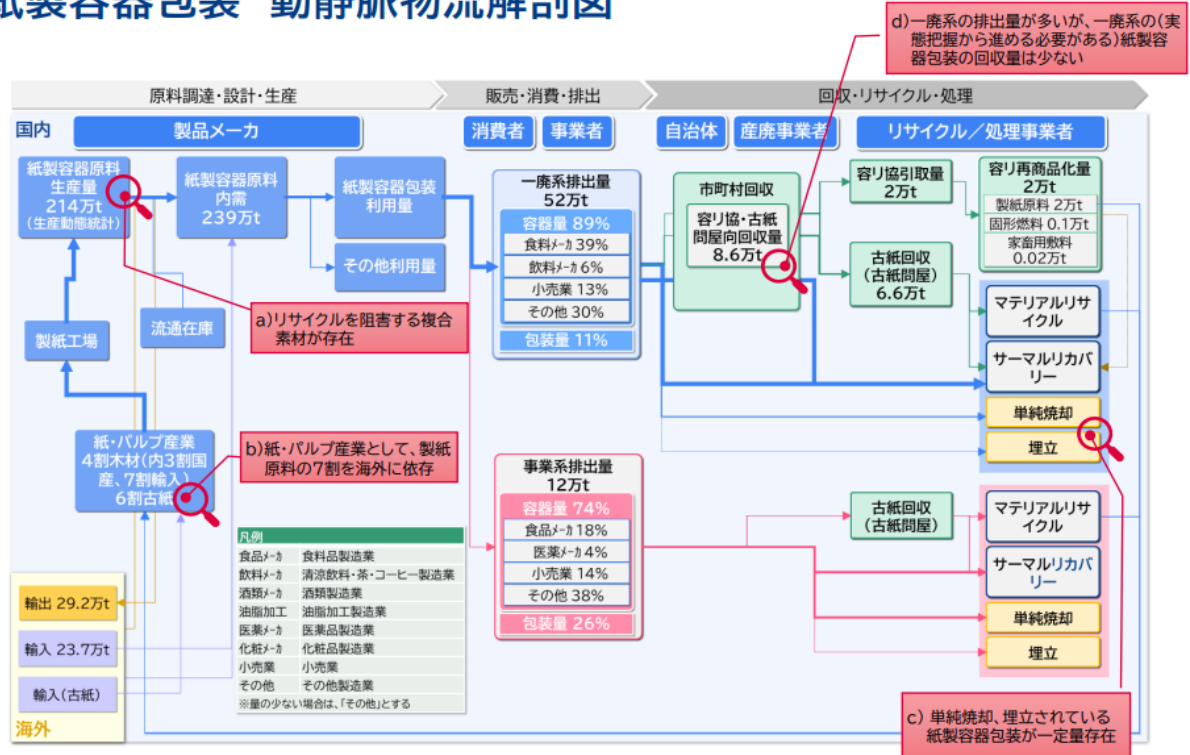 紙製容器包装 動静脈物流解剖図
d)一廃系の排出量が多いが、一廃系の(実
態把握から進める必要がある)紙製容
器包装の回収量は少ない
原料調達・設計・生産
販売・消費・排出
回収・リサイクル・処理
国内
製品メーカ
消費者
事業者
自治体
産廃事業者
リサイクル／処理事業者
紙製容器原料
生産量
214万t
(生産動態統計)
紙製容器原料
内需
239万t
紙製容器包装
利用量
その他利用量
製紙工場
流通在庫
a)リサイクルを阻害する複合
素材が存在
紙・パルプ産業
4割木材(内3割国
産、7割輸入)
6割古紙
b)紙・パルプ産業として、製紙
原料の7割を海外に依存
一廃系排出量
52万t
容器量 89%
食料メーカ 39%
飲料メーカ 6%
小売業 13%
その他 30%
包装量 11%
市町村回収
容リ協・古紙
問屋向回収量
8.6万t
容リ協引取量
2万t
古紙回収
(古紙問屋)
6.6万t
容リ再商品化量
2万t
製紙原料 2万t
固形燃料 0.1万t
家畜用敷料
0.02万t
マテリアルリサ
イクル
サーマルリカバ
リー
単純焼却
埋立
事業系排出量
12万t
容器量 74%
食品メーカ 18%
医薬メーカ 4%
小売業 14%
その他 38%
包装量 26%
古紙回収
(古紙問屋)
マテリアルリサ
イクル
サーマルリカバ
リー
単純焼却
埋立
c) 単純焼却、埋立されている
紙製容器包装が一定量存在
凡例
食品メーカ 食料品製造業
飲料メーカ 清涼飲料・茶・コーヒー製造業
酒類メーカ 酒類製造業
油脂加工 油脂加工製造業
医薬メーカ 医薬品製造業
化粧メーカ 化粧品製造業
小売業 小売業
その他 その他製造業
※量の少ない場合は、「その他」とする
輸出 29.2万t
輸入 23.7万t
輸入(古紙)
海外